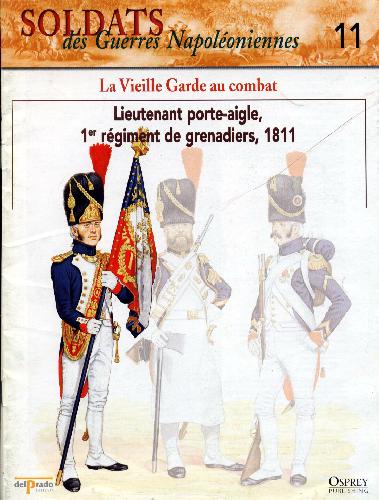 SOLDATS
des Guerres Napoléoniennes
11
La Vieille Garde au combat
Lieutenant porte-aigle,
1er régiment de grenadiers, 1811
delPrado
OSPREY
PUBLISHING